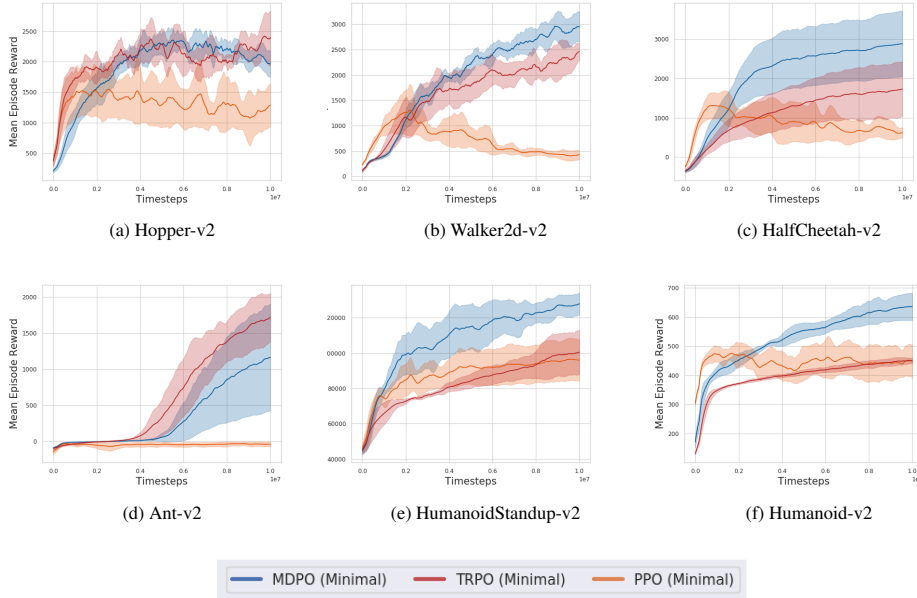 2500
2000
1500
1000
500
Mean Episode Reward
0.0 0.2 0.4 0.6 0.8 1.0
Timesteps
1e7
(a) Hopper-v2
3000
2500
2000
1500
1000
500
0
0.0 0.2 0.4 0.6 0.8 1.0
Timesteps
1e7
(b) Walker2d-v2
3000
2000
1000
0
0.0 0.2 0.4 0.6 0.8 1.0
Timesteps
1e7
(c) HalfCheetah-v2
2000
1500
1000
500
0
Mean Episode Reward
0.0 0.2 0.4 0.6 0.8 1.0
Timesteps
1e7
(d) Ant-v2
20000
00000
80000
60000
40000
Mean Episode Reward
0.0 0.2 0.4 0.6 0.8 1.0
Timesteps
1e7
(e) HumanoidStandup-v2
700
600
500
400
300
200
Mean Episode Reward
0.0 0.2 0.4 0.6 0.8 1.0
Timesteps
1e7
(f) Humanoid-v2
MDPO (Minimal) TRPO (Minimal) PPO (Minimal)